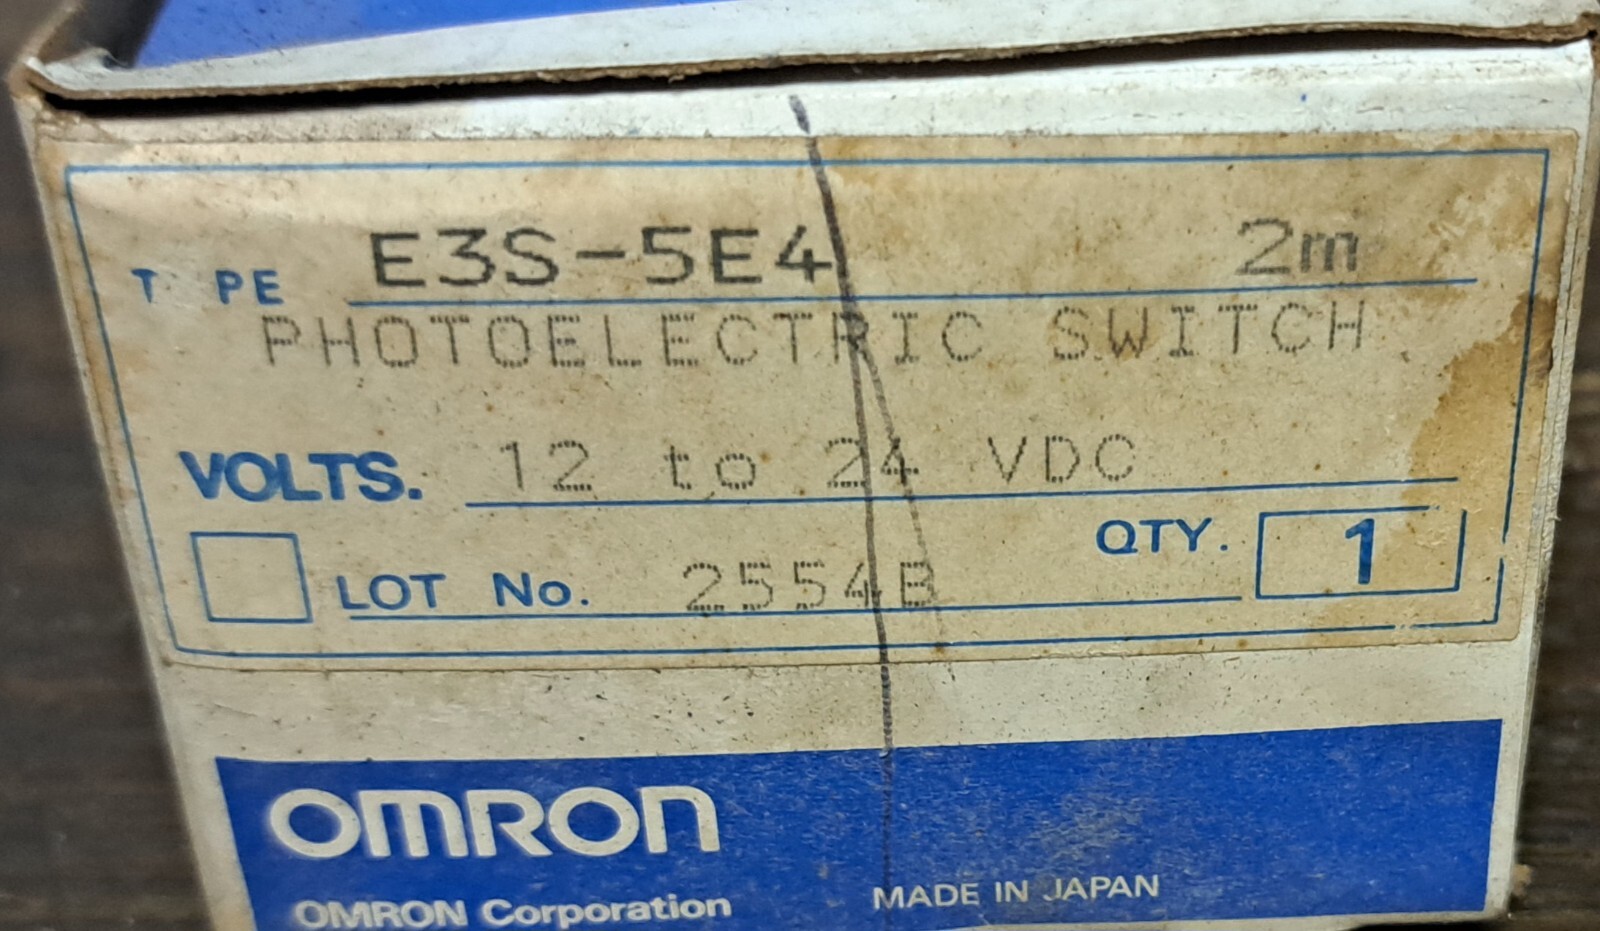 T PE E3S-5E4 2m
PHOTOELECTRIC SWITCH
VOLTS. 12 to 24 VDC
QTY. 1
LOT No. 2554B
OMRON
OMRON Corporation MADE IN JAPAN